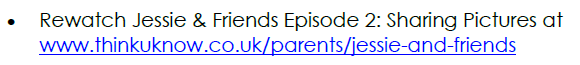 • Rewatch Jessie & Friends Episode 2: Sharing Pictures at
www.thinkuknow.co.uk/parents/jessie-and-friends